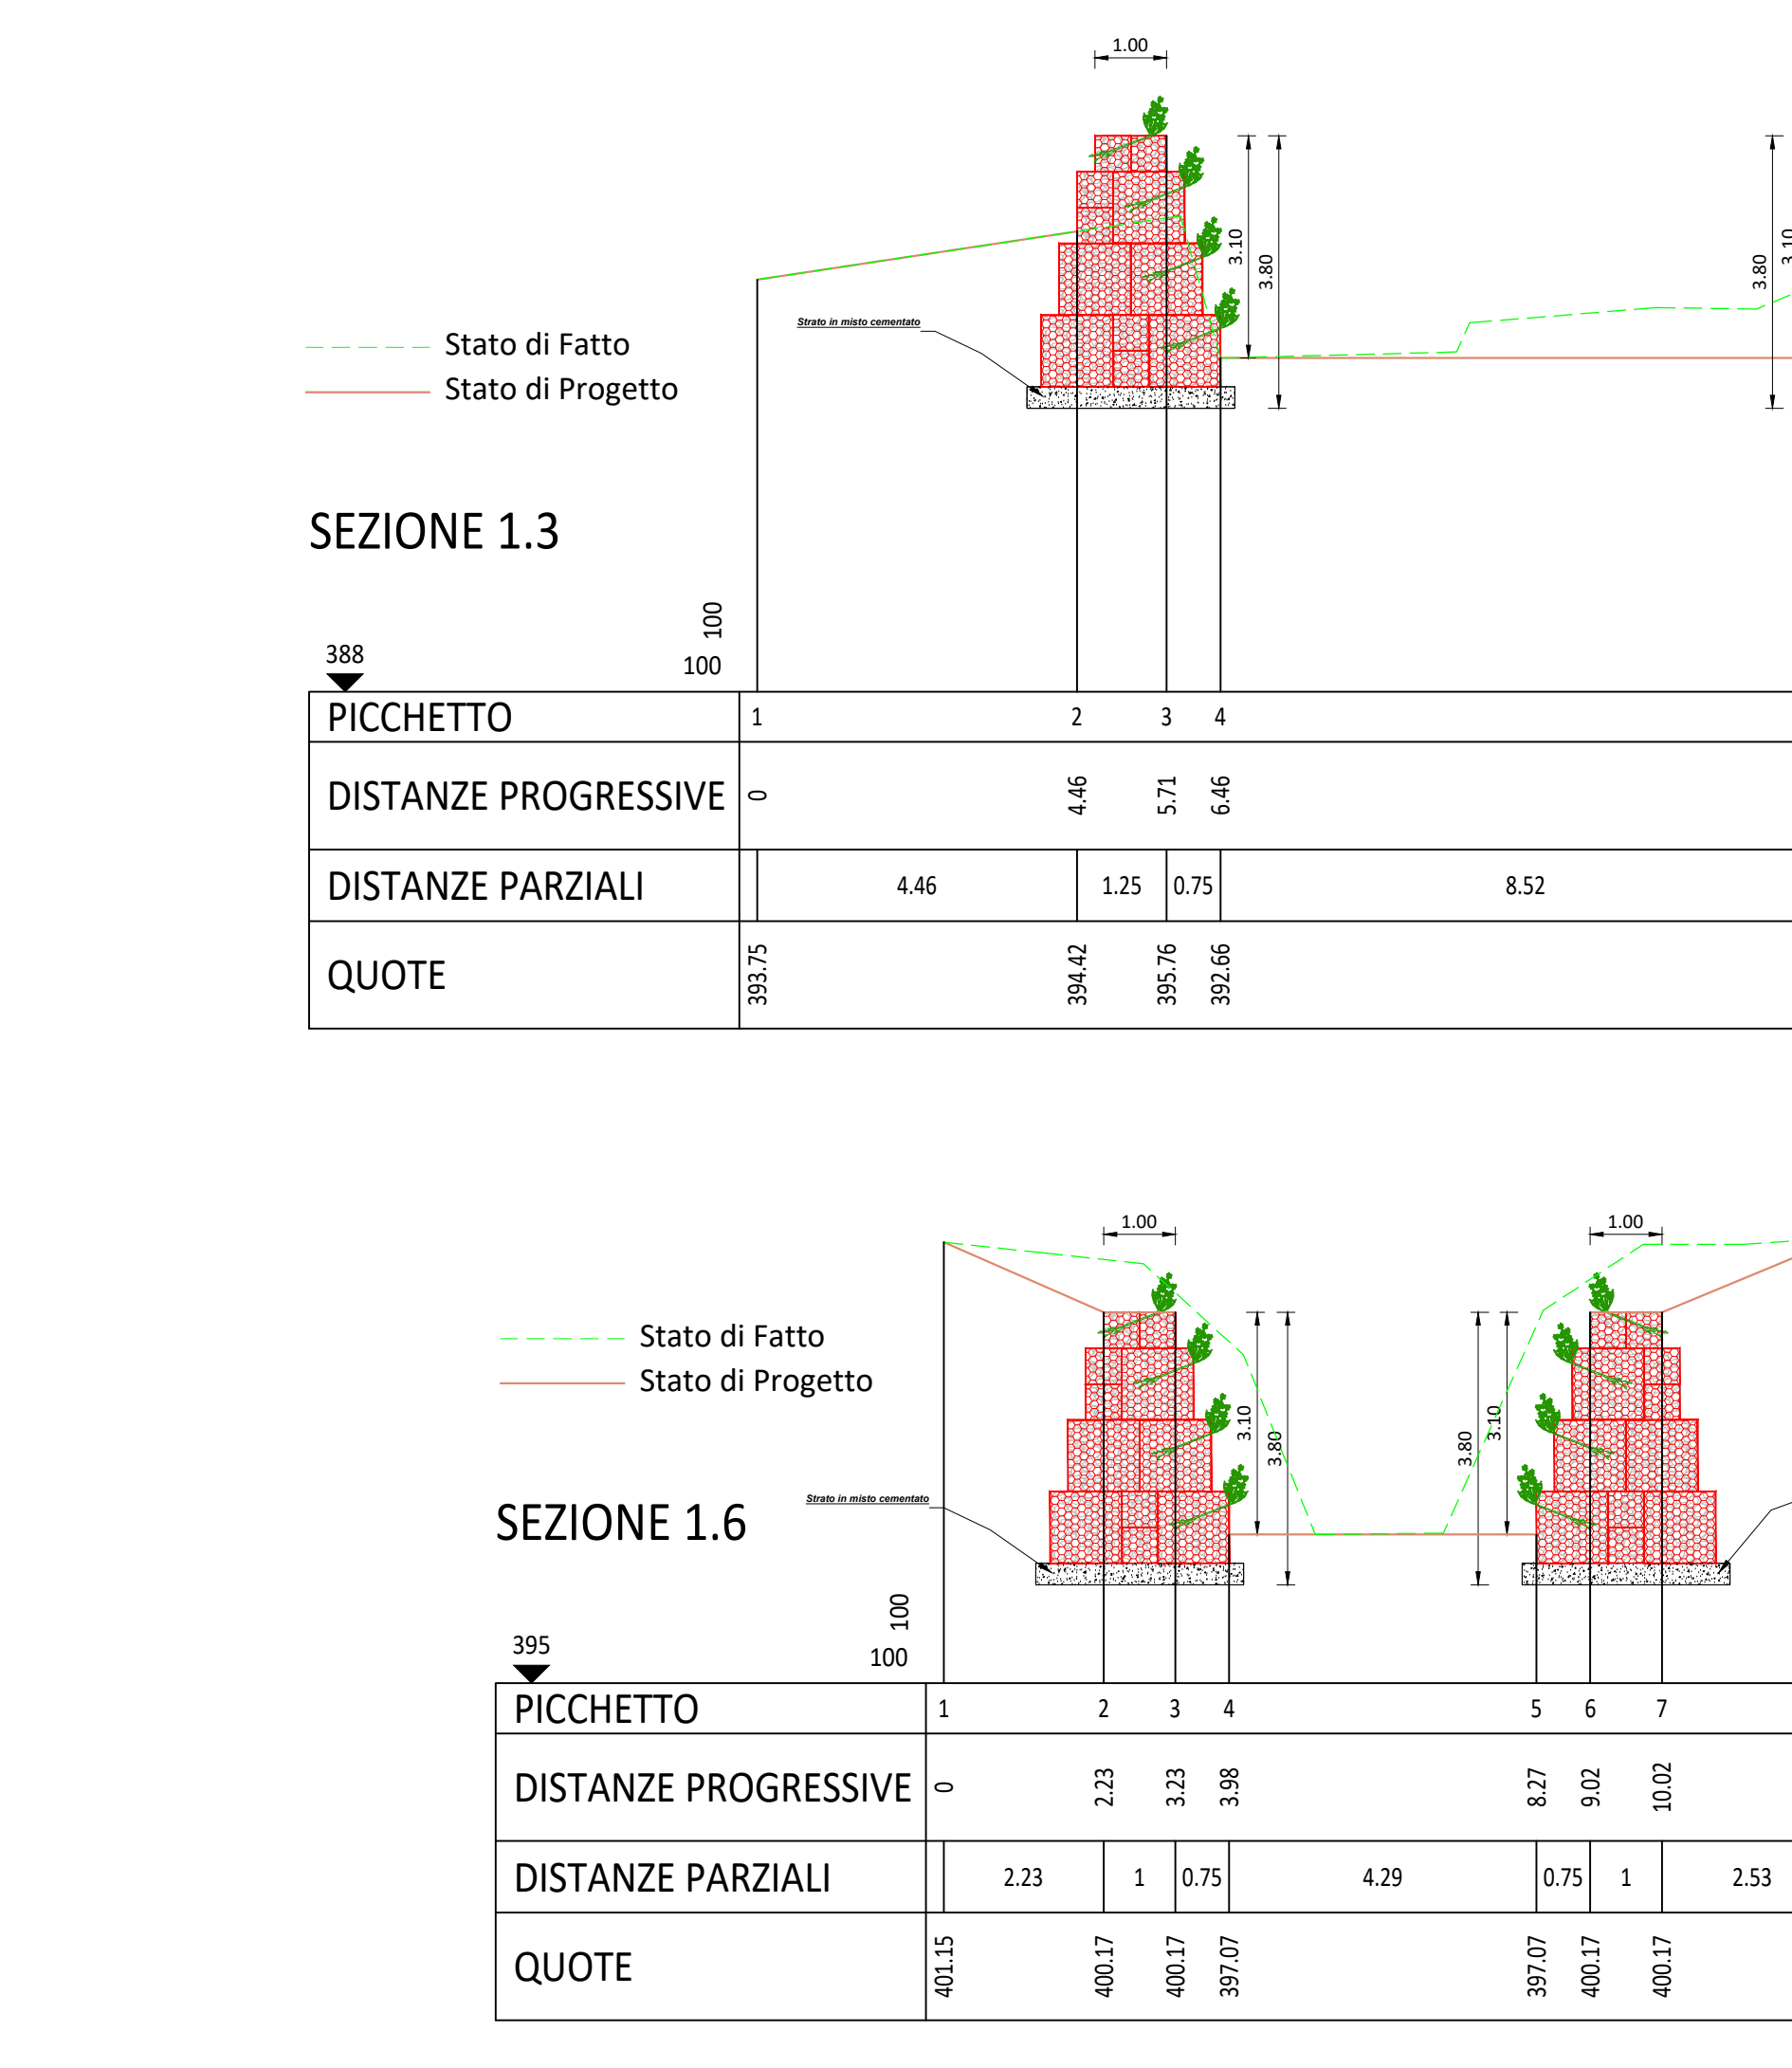 1.00
3.10
3.80
3.80
3.10
Strato in misto cementato
Stato di Fatto
Stato di Progetto
SEZIONE 1.3
100
100
388
PICCHETTO 1 2 3 4
DISTANZE PROGRESSIVE 0 4.46 5.71 6.46
DISTANZE PARZIALI 4.46 1.25 0.75 8.52
QUOTE 393.75 394.42 395.76 392.66
1.00 1.00
Stato di Fatto
Stato di Progetto
3.10
3.80
3.80
3.10
Strato in misto cementato
SEZIONE 1.6
100
100
395
PICCHETTO 1 2 3 4 5 6 7
DISTANZE PROGRESSIVE 0 2.23 3.23 3.98 8.27 9.02 10.02
DISTANZE PARZIALI 2.23 1 0.75 4.29 0.75 1 2.53
QUOTE 401.15 400.17 400.17 397.07 397.07 400.17 400.17